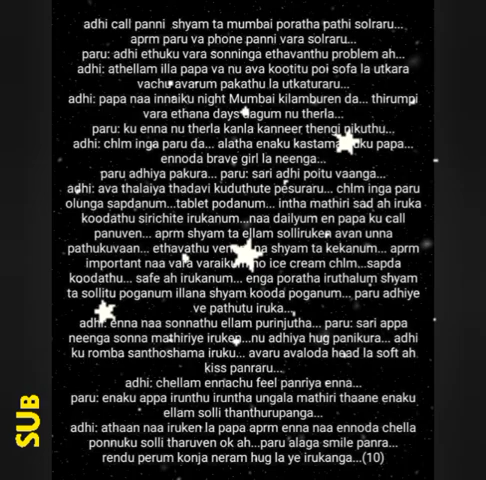 adhi call panni shyam ta mumbai poratha pathi solraru...
aprm paru va phone panni vara solraru...
paru: adhi ethuku vara sonninga ethavanthu problem ah...
adhi: athellam illa papa va nu ava kootitu poi sofa la utkara
vachu avarum pakathu la utkaturaru...
adhi: papa naa innaiku night Mumbai kilamburen da... thirumpi
vara ethana days aagum nu therla...
paru: ku enna nu therla kanla kanneer thengi nikuthu...
adhi: chlm inga paru da... alatha enaku kastama papa...
ennoda brave girl la neenga...
paru adhiya pakura... paru: sari adhi poitu vaanga...
adhi: ava thalaiya thadavi kuduthute pesuraru... chlm inga paru
olunga sapdanum...tablet podanum... intha mathiri sad ah iruka
koodathu sirichite irukanum...naa dailyum en papa ku call
panuven... aprm shyam ta ellam solliruken avan unna
pathukuvaan... ethavathu na shyam ta kekanum... aprm
important naa vara varaikum no ice cream chlm...sapda
koodathu... safe ah irukanum... enga poratha iruthalum shyam
ta sollitu poganum illana shyam kooda poganum... paru adhiye
ve pathutu iruka...
adhi: enna naa sonnathu ellam purinjutha... paru: sari appa
neenga sonna mathiriye iruken...nu adhiya hug panikura... adhi
ku romba santhoshama iruku... avaru avaloda head la soft ah
kiss panraru...
adhi: chellam ennachu feel panriya enna...
paru: enaku appa irunthu iruntha ungala mathiri thaane enaku
ellam solli thanthurupanga...
adhi: athaan naa iruken la papa aprm enna naa ennoda chella
ponnuku solli tharuven ok ah...paru alaga smile panra...
rendu perum konja neram hug la ye irukanga...(10)
SUB